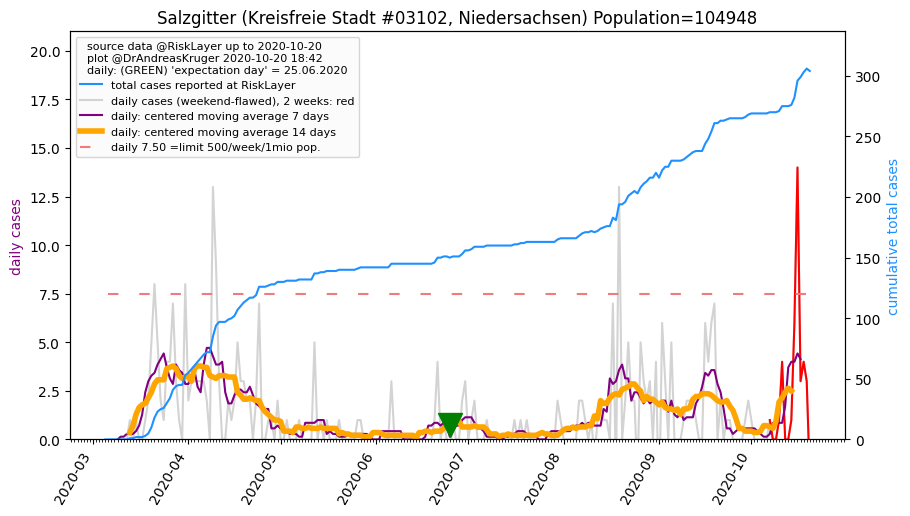 Salzgitter (Kreisfreie Stadt #03102, Niedersachsen) Population=104948
source data @RiskLayer up to 2020-10-20
plot @DrAndreasKruger 2020-10-20 18:42
daily: (GREEN) 'expectation day' = 25.06.2020
total cases reported at RiskLayer
daily cases (weekend-flawed), 2 weeks: red
daily: centered moving average 7 days
daily: centered moving average 14 days
daily 7.50 =limit 500/week/1mio pop.
daily cases
20.0
17.5
15.0
12.5
10.0
7.5
5.0
2.5
0.0
300
250
200
150
100
50
0
cumulative total cases
2020-03
2020-04
2020-05
2020-06
2020-07
2020-08
2020-09
2020-10